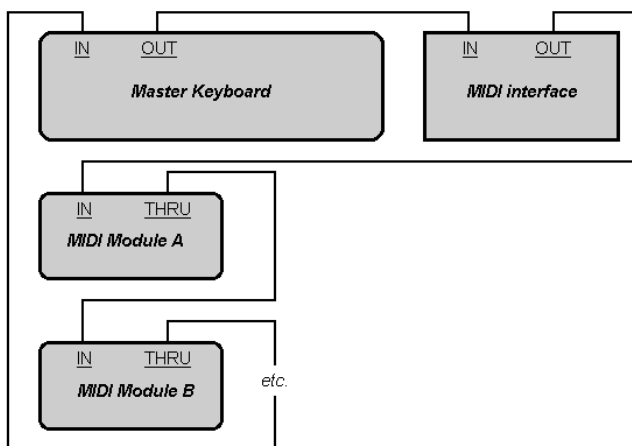 IN OUT
Master Keyboard
IN OUT
MIDI interface
IN THRU
MIDI Module A
IN THRU
MIDI Module B
etc.